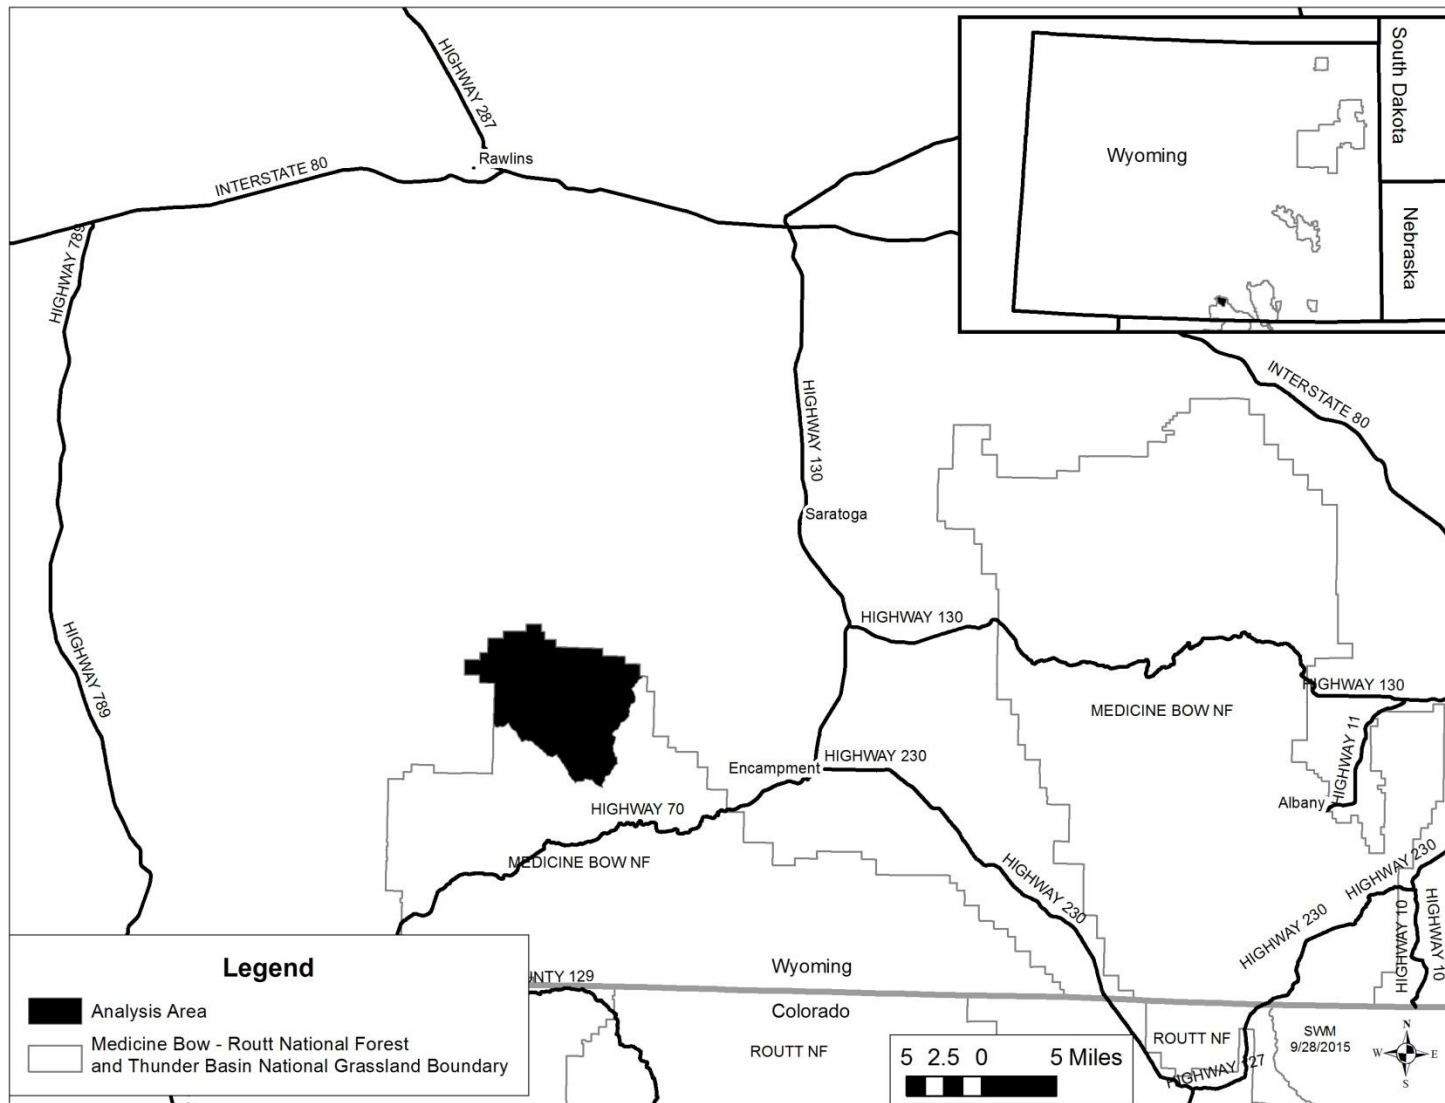 HIGHWAY 287
Rawlins
INTERSTATE 80
HIGHWAY 789
South Dakota
Wyoming
Nebraska
INTERSTATE 80
HIGHWAY 130
Saratoga
HIGHWAY 130
HIGHWAY 789
HIGHWAY 130
MEDICINE BOW NF
HIGHWAY 11
HIGHWAY 230
Encampment
Albany
HIGHWAY 70
MEDICINE BOW NF
HIGHWAY 230
HIGHWAY 230
HIGHWAY 230
HIGHWAY 10
HIGHWAY 10
Legend
Analysis Area
Medicine Bow - Routt National Forest
and Thunder Basin National Grassland Boundary
UNTY 129
Wyoming
Colorado
ROUTT NF
ROUTT NF
HIGHWAY 127
5 2.5 0 5 Miles
SWM
9/28/2015
N
W E
S